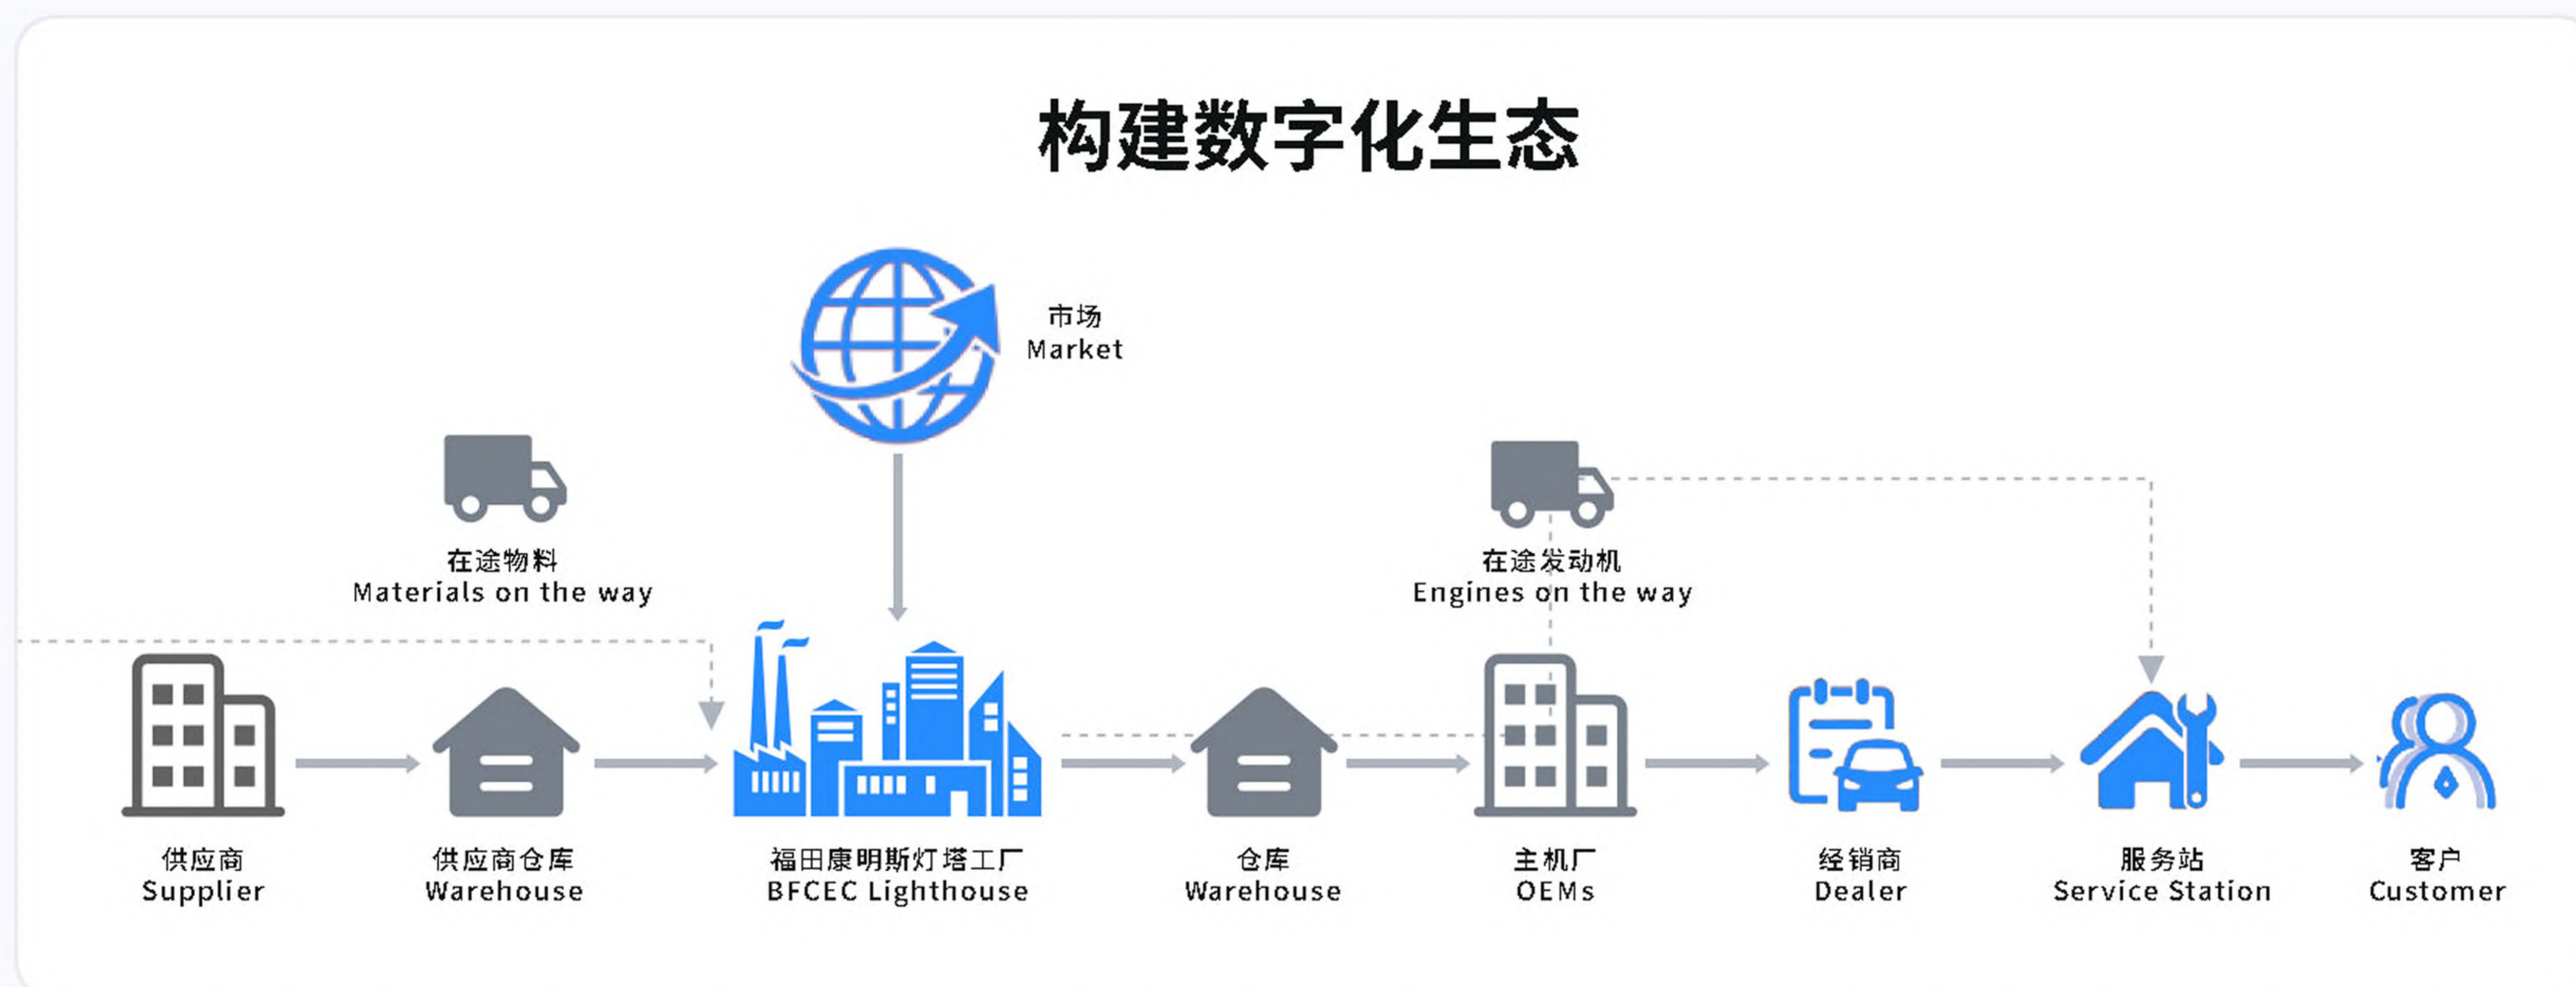 构建数字化生态
市场
Market
在途物料
Materials on the way
在途发动机
Engines on the way
供应商
Supplier
供应商仓库
Warehouse
福田康明斯灯塔工厂
BFCEC Lighthouse
仓库
Warehouse
主机厂
OEMs
经销商
Dealer
服务站
Service Station
客户
Customer